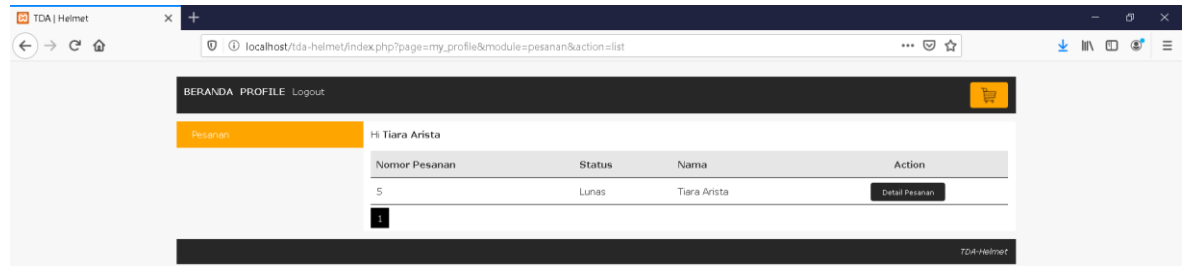 TDA | Helmet
localhost/tda-helmet/index.php?page=my_profile&module=pesanan&action=list
BERANDA PROFILE Logout
Pesanan
Hi Tiara Arista
Nomor Pesanan Status Nama Action
5 Lunas Tiara Arista Detail Pesanan
1
TDA-Helmet